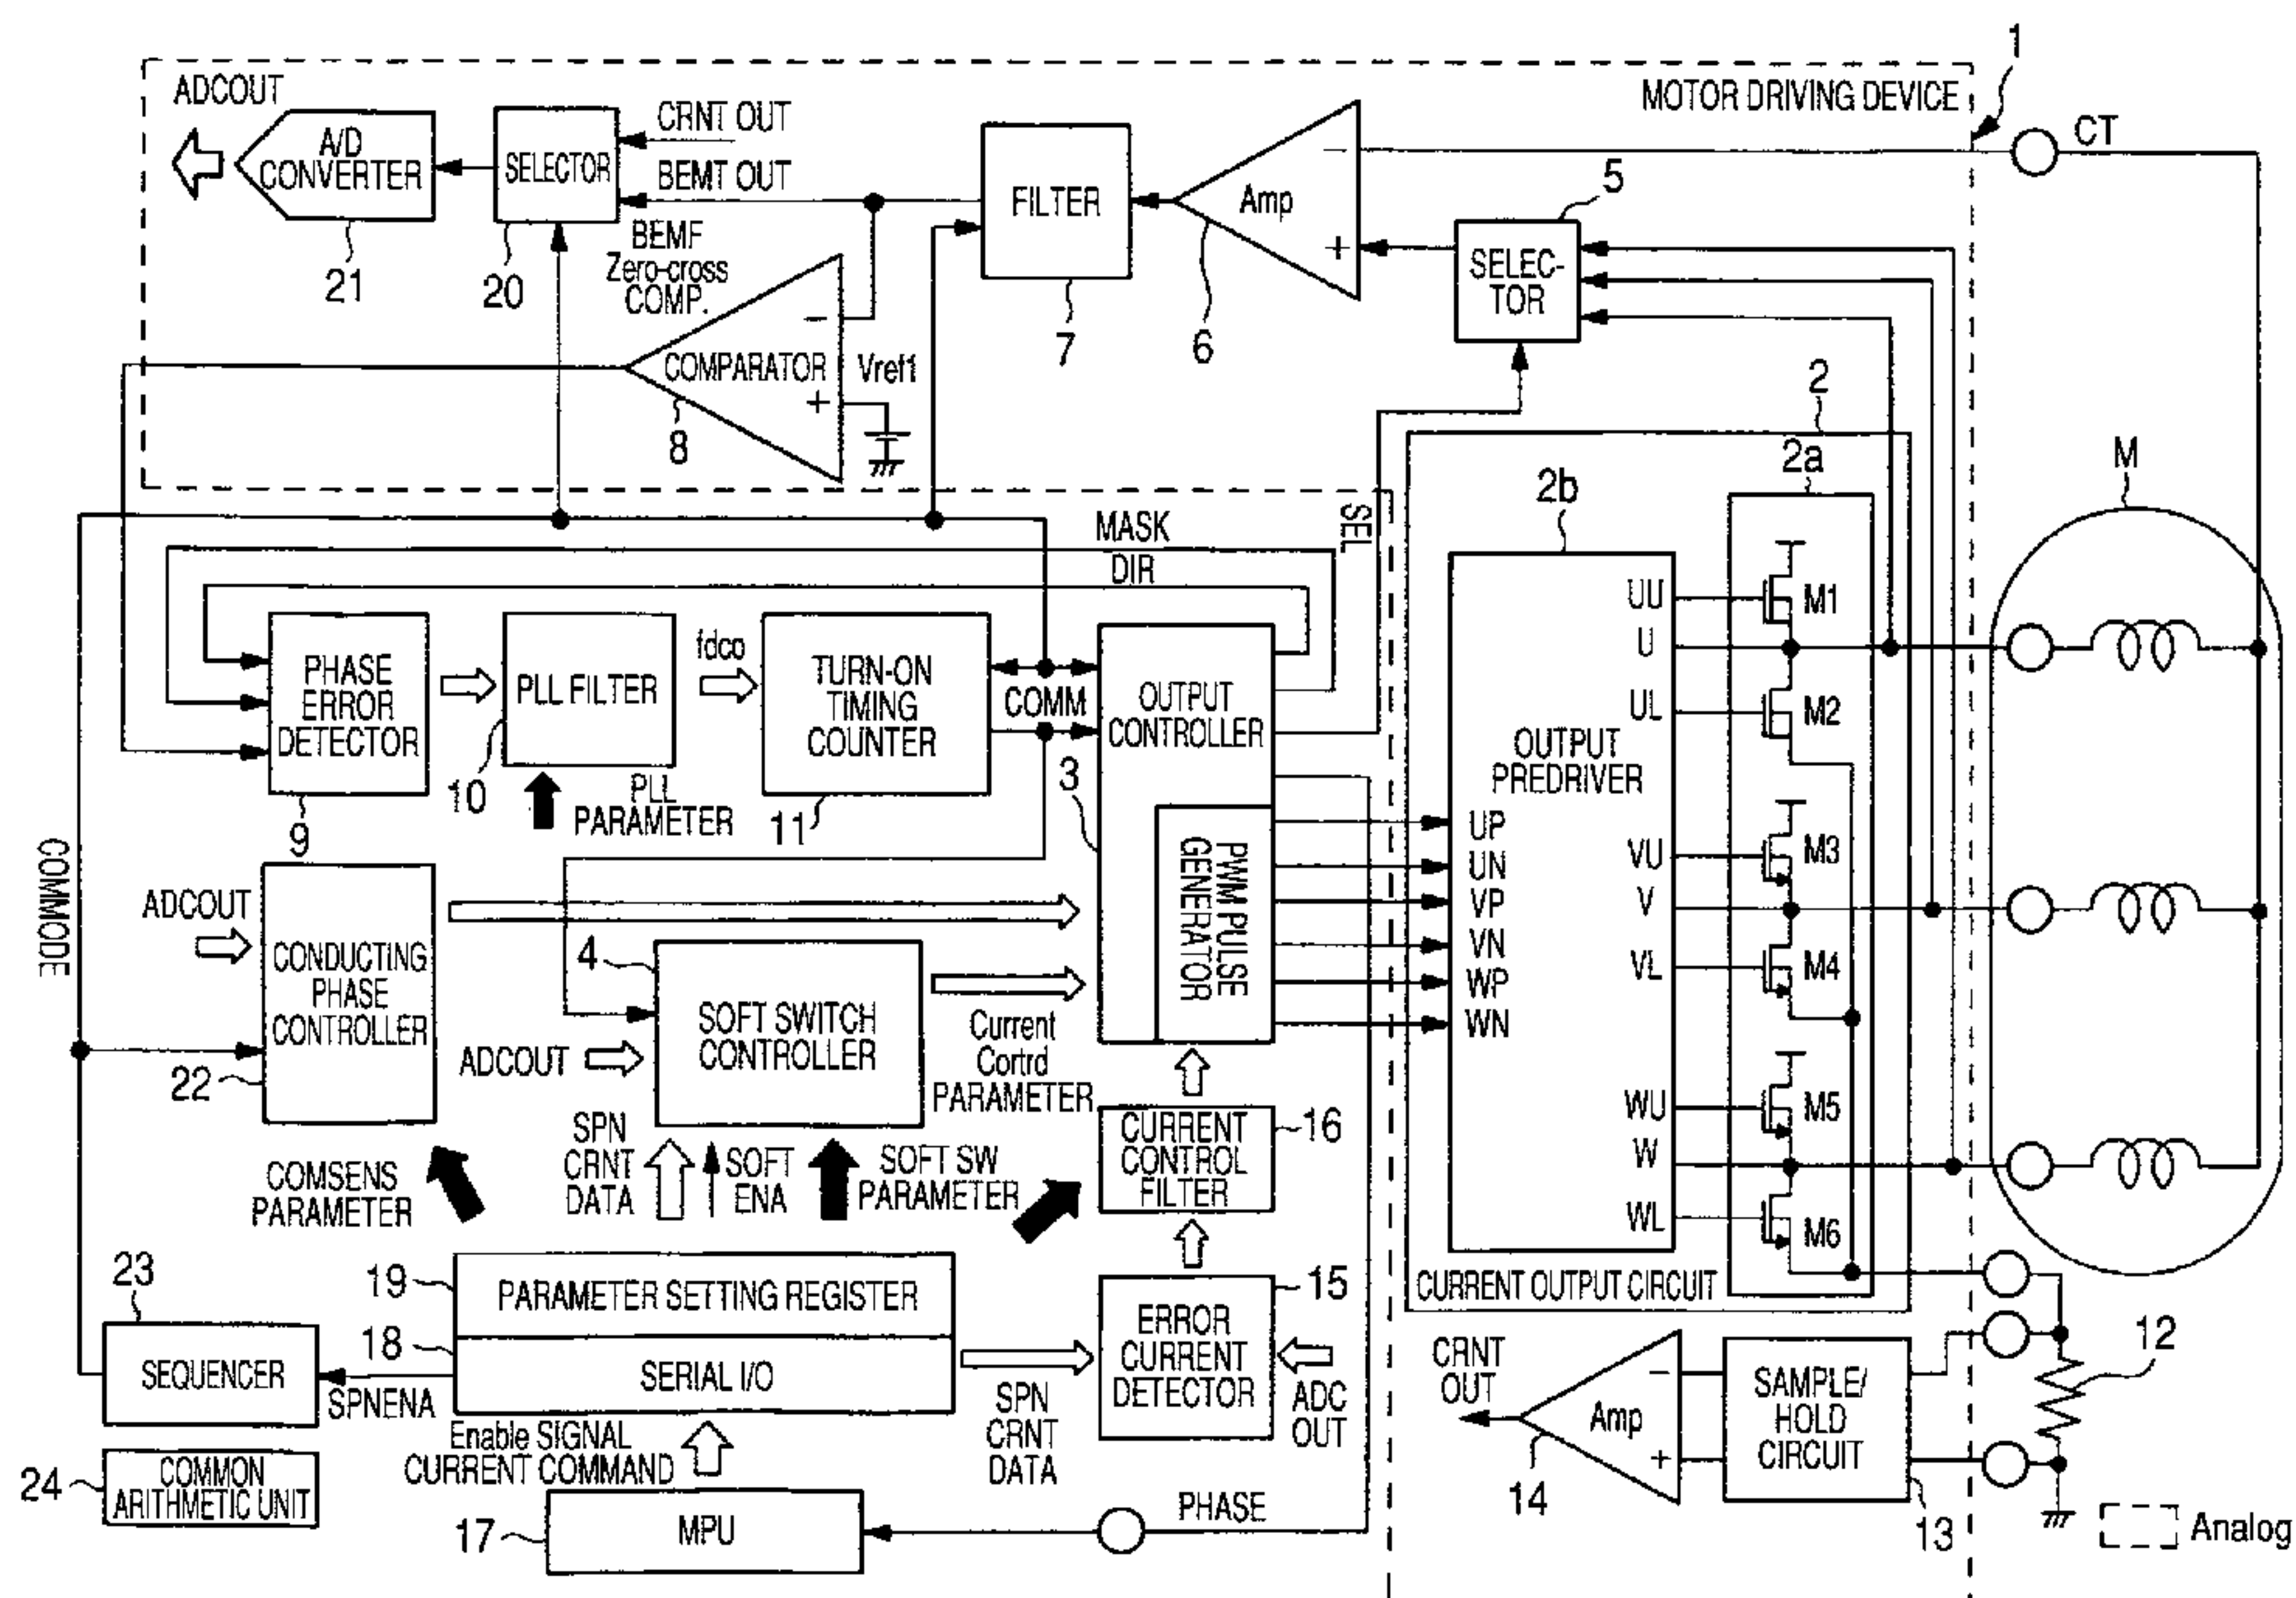 1
ADCOUT
MOTOR DRIVING DEVICE
CT
A/D
CONVERTER
21
SELECTOR
20
CRNT OUT
BEMT OUT
BEMF
Zero-cross
COMP.
FILTER
7
Amp
−
+
6
5
SELEC-
TOR
−
COMPARATOR
+
8
Vref1
2
2a
2b
M
MASK
DIR
SEL
PHASE
ERROR
DETECTOR
9
PLL FILTER
10
PLL
PARAMETER
fdco
TURN-ON
TIMING
COUNTER
11
COMM
OUTPUT
CONTROLLER
3
PWM PULSE
GENERATOR
OUTPUT
PREDRIVER
UU
U
UL
VU
V
VL
WU
W
WL
UP
UN
VP
VN
WP
WN
M1
M2
M3
M4
M5
M6
CURRENT OUTPUT CIRCUIT
COMMODE
ADCOUT
CONDUCTING
PHASE
CONTROLLER
22
4
SOFT SWITCH
CONTROLLER
ADCOUT
Current
Cortrd
PARAMETER
COMSENS
PARAMETER
SPN
CRNT
DATA
SOFT
ENA
SOFT SW
PARAMETER
CURRENT
CONTROL
FILTER
16
23
SEQUENCER
SPNENA
19
PARAMETER SETTING REGISTER
18
SERIAL I/O
ERROR
CURRENT
DETECTOR
15
SPN
CRNT
DATA
ADC
OUT
Enable SIGNAL
CURRENT COMMAND
24
COMMON
ARITHMETIC UNIT
17
MPU
PHASE
CRNT
OUT
Amp
−
+
14
SAMPLE/
HOLD
CIRCUIT
13
12
Analog